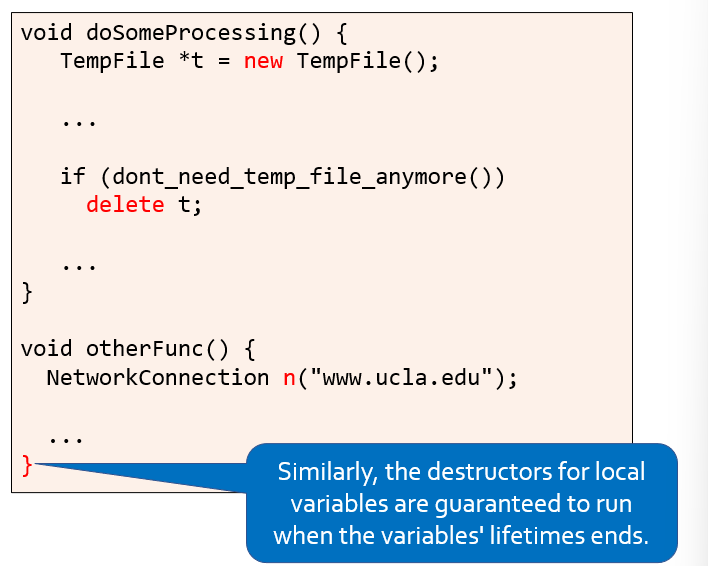 void doSomeProcessing() {
TempFile *t = new TempFile();
...
if (dont_need_temp_file_anymore())
delete t;
...
}
void otherFunc() {
NetworkConnection n("www.ucla.edu");
...
}
Similarly, the destructors for local
variables are guaranteed to run
when the variables' lifetimes ends.